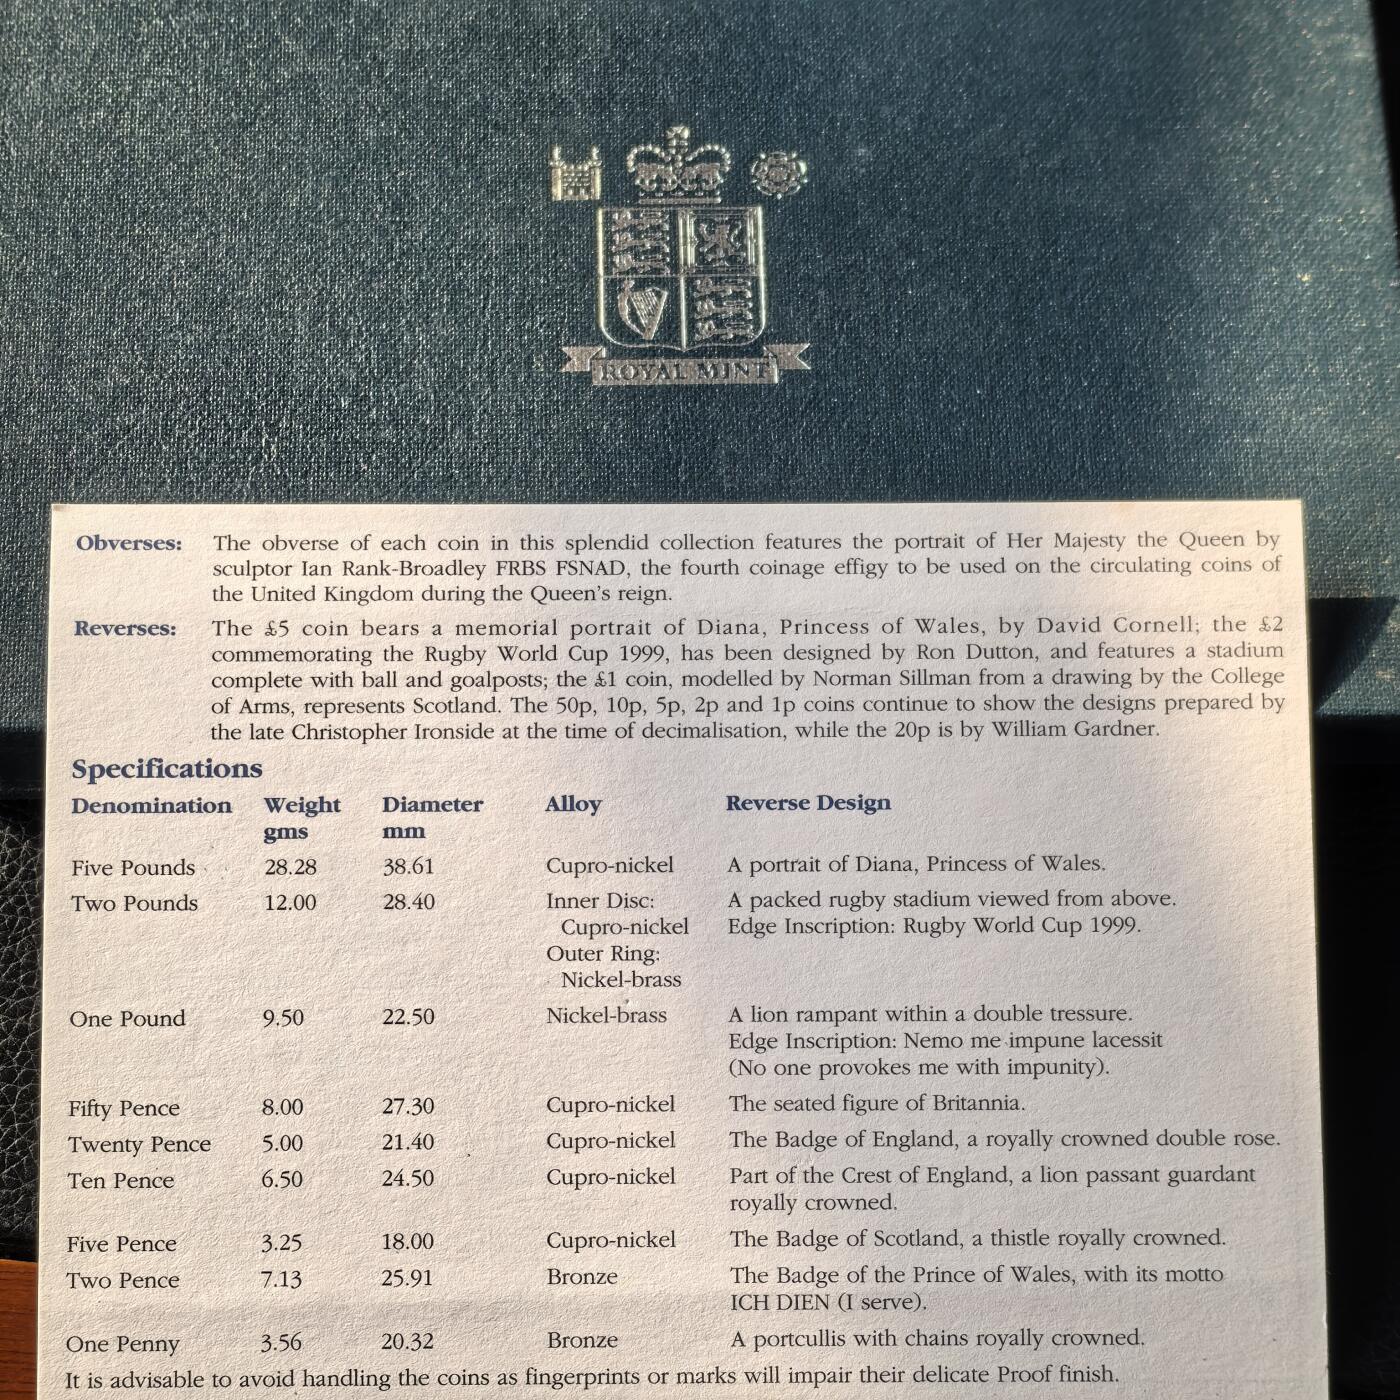 ROYAL MINT
Obverses: The obverse of each coin in this splendid collection features the portrait of Her Majesty the Queen by
sculptor Ian Rank-Broadley FRBS FSNAD, the fourth coinage effigy to be used on the circulating coins of
the United Kingdom during the Queen's reign.
Reverses: The £5 coin bears a memorial portrait of Diana, Princess of Wales, by David Cornell; the £2
commemorating the Rugby World Cup 1999, has been designed by Ron Dutton, and features a stadium
complete with ball and goalposts; the £1 coin, modelled by Norman Sillman from a drawing by the College
of Arms, represents Scotland. The 50p, 10p, 5p, 2p and 1p coins continue to show the designs prepared by
the late Christopher Ironside at the time of decimalisation, while the 20p is by William Gardner.
Specifications
Denomination Weight Diameter Alloy Reverse Design
gms mm
Five Pounds 28.28 38.61 Cupro-nickel A portrait of Diana, Princess of Wales.
Two Pounds 12.00 28.40 Inner Disc: A packed rugby stadium viewed from above.
Cupro-nickel Edge Inscription: Rugby World Cup 1999.
Outer Ring:
Nickel-brass
One Pound 9.50 22.50 Nickel-brass A lion rampant within a double tressure.
Edge Inscription: Nemo me impune lacessit
(No one provokes me with impunity).
Fifty Pence 8.00 27.30 Cupro-nickel The seated figure of Britannia.
Twenty Pence 5.00 21.40 Cupro-nickel The Badge of England, a royally crowned double rose.
Ten Pence 6.50 24.50 Cupro-nickel Part of the Crest of England, a lion passant guardant
royally crowned.
Five Pence 3.25 18.00 Cupro-nickel The Badge of Scotland, a thistle royally crowned.
Two Pence 7.13 25.91 Bronze The Badge of the Prince of Wales, with its motto
ICH DIEN (I serve).
One Penny 3.56 20.32 Bronze A portcullis with chains royally crowned.
It is advisable to avoid handling the coins as fingerprints or marks will impair their delicate Proof finish.